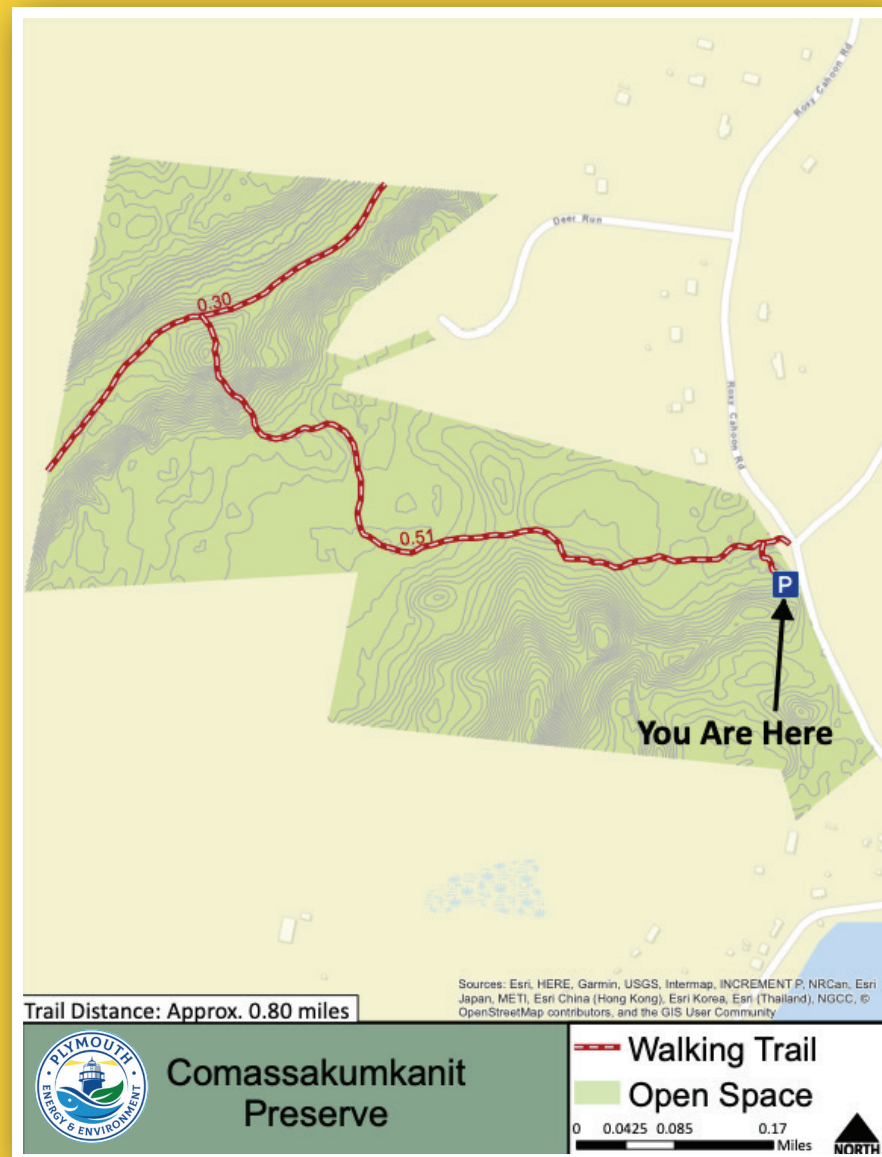 Roxy Cahoon Rd
Deer Run
0.30
Roxy Cahoon Rd
0.51
P
You Are Here
Sources: Esri, HERE, Garmin, USGS, Intermap, INCREMENT P, NRCan, Esri
Japan, METI, Esri China (Hong Kong), Esri Korea, Esri (Thailand), NGCC, ©
OpenStreetMap contributors, and the GIS User Community
Trail Distance: Approx. 0.80 miles
PLYMOUTH
ENERGY & ENVIRONMENT
Comassakumkanit
Preserve
Walking Trail
Open Space
0 0.0425 0.085 0.17
Miles
NORTH